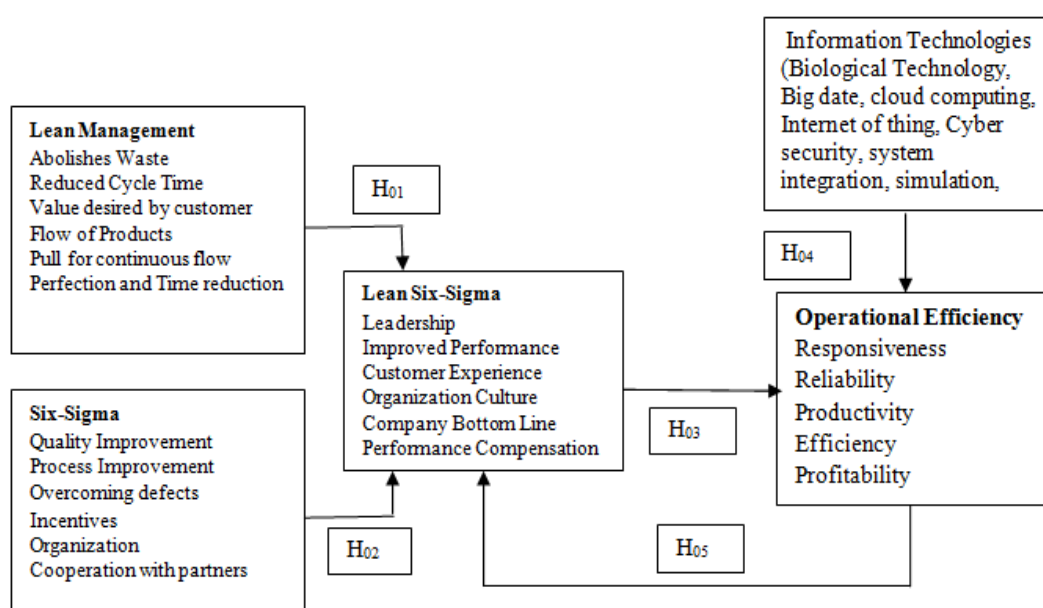 Information Technologies
(Biological Technology,
Big date, cloud computing,
Internet of thing, Cyber
security, system
integration, simulation,
Lean Management
Abolishes Waste
Reduced Cycle Time
Value desired by customer
Flow of Products
Pull for continuous flow
Perfection and Time reduction
H01
H04
Lean Six-Sigma
Leadership
Improved Performance
Customer Experience
Organization Culture
Company Bottom Line
Performance Compensation
Operational Efficiency
Responsiveness
Reliability
Productivity
Efficiency
Profitability
H03
Six-Sigma
Quality Improvement
Process Improvement
Overcoming defects
Incentives
Organization
Cooperation with partners
H02
H05